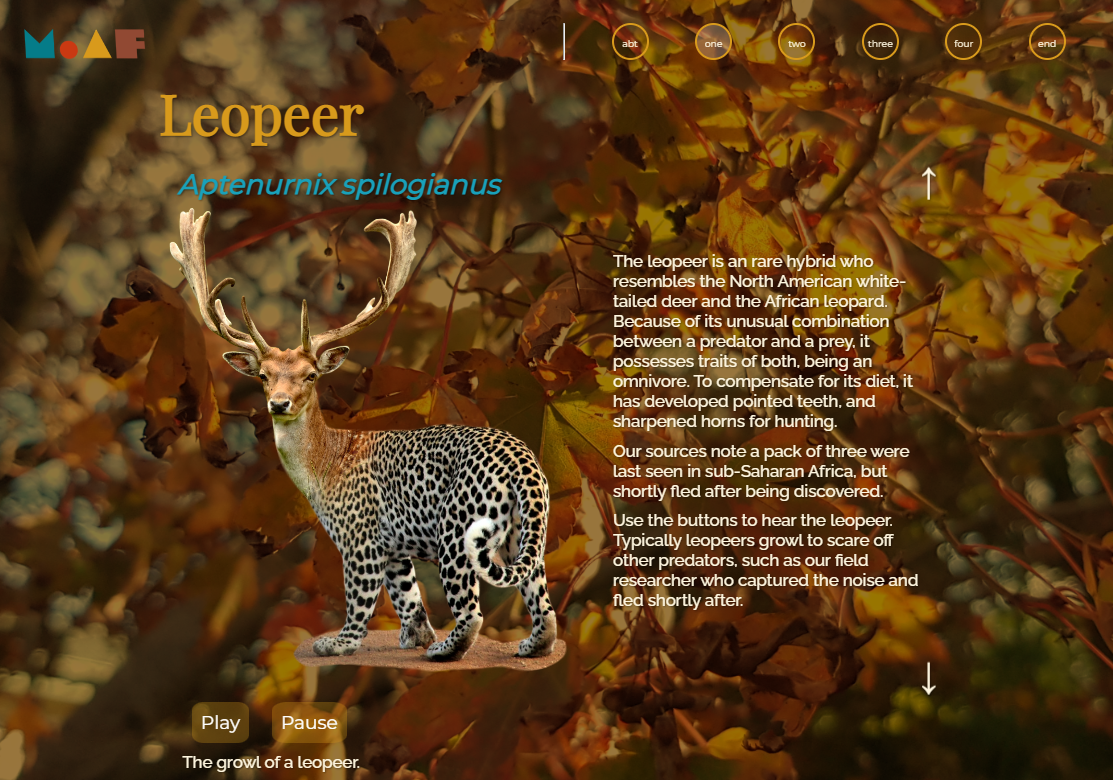 MoAF
abt
one
two
three
four
end
Leopeer
Aptenurnix spilogianus
The leopeer is an rare hybrid who
resembles the North American white-
tailed deer and the African leopard.
Because of its unusual combination
between a predator and a prey, it
possesses traits of both, being an
omnivore. To compensate for its diet, it
has developed pointed teeth, and
sharpened horns for hunting.
Our sources note a pack of three were
last seen in sub-Saharan Africa, but
shortly fled after being discovered.
Use the buttons to hear the leopeer.
Typically leopeers growl to scare off
other predators, such as our field
researcher who captured the noise and
fled shortly after.
Play
Pause
The growl of a leopeer.